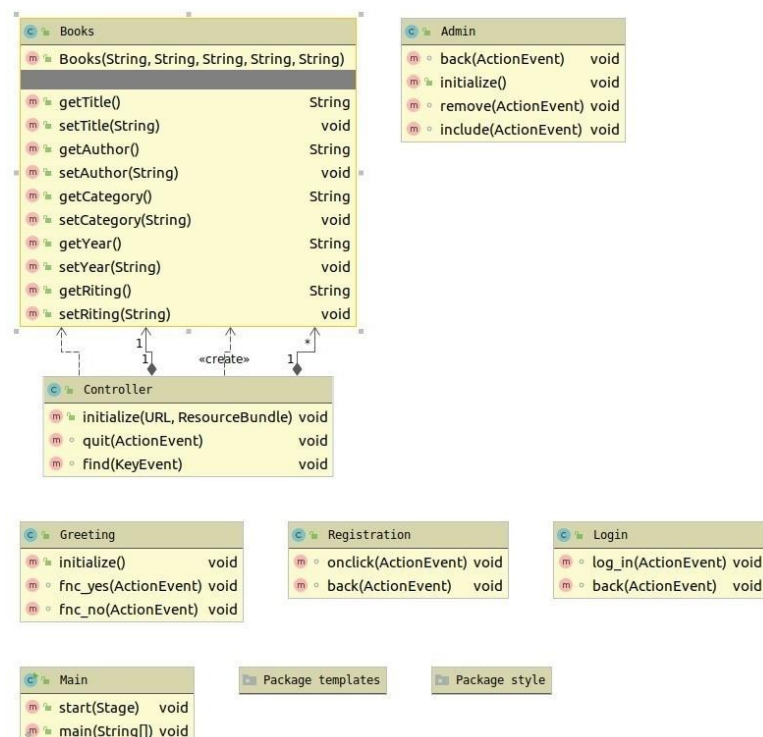 Books
Books(String, String, String, String, String)
getTitle() String
setTitle(String) void
getAuthor() String
setAuthor(String) void
getCategory() String
setCategory(String) void
getYear() String
setYear(String) void
getRiting() String
setRiting(String) void
Admin
back(ActionEvent) void
initialize() void
remove(ActionEvent) void
include(ActionEvent) void
1 *
1 «create» 1
Controller
initialize(URL, ResourceBundle) void
quit(ActionEvent) void
find(KeyEvent) void
Greeting
initialize() void
fnc_yes(ActionEvent) void
fnc_no(ActionEvent) void
Registration
onclick(ActionEvent) void
back(ActionEvent) void
Login
log_in(ActionEvent) void
back(ActionEvent) void
Main
start(Stage) void
main(String[]) void
Package templates
Package style